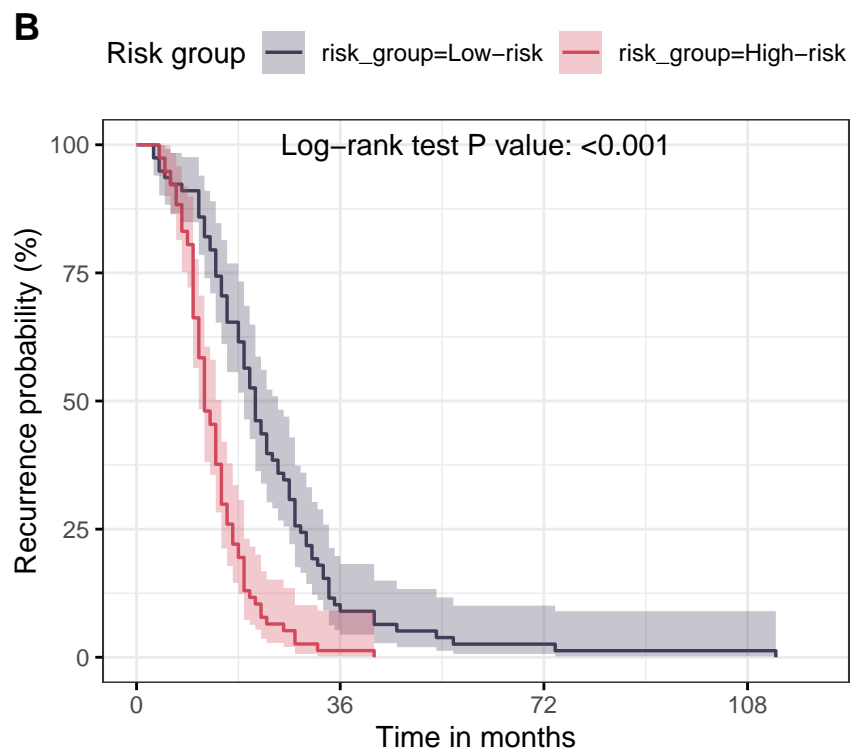 B
Risk group risk_group=Low−risk risk_group=High−risk
Log−rank test P value: <0.001
100
75
50
25
0
Recurrence probability (%)
0 36 72 108
Time in months